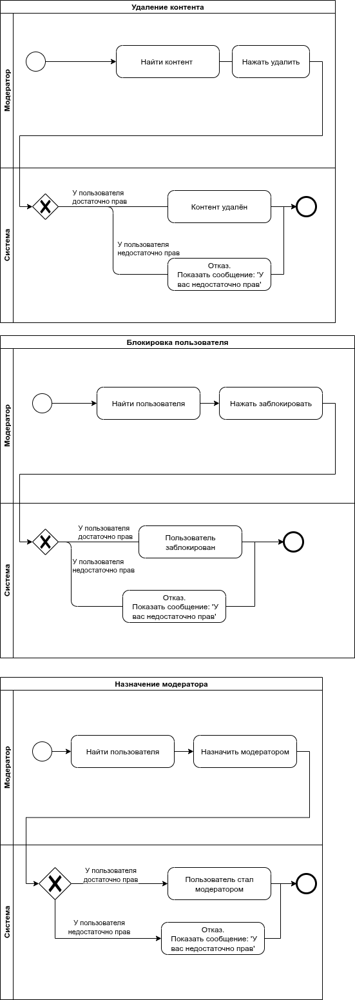 Удаление контента
Модератор
Найти контент
Нажать удалить
Система
У пользователя
достаточно прав
Контент удалён
У пользователя
недостаточно прав
Отказ.
Показать сообщение: 'У
вас недостаточно прав'
Блокировка пользователя
Модератор
Найти пользователя
Нажать заблокировать
Система
У пользователя
достаточно прав
Пользователь
заблокирован
У пользователя
недостаточно прав
Отказ.
Показать сообщение: 'У
вас недостаточно прав'
Назначение модератора
Модератор
Найти пользователя
Назначить модератором
Система
У пользователя
достаточно прав
Пользователь стал
модератором
У пользователя
недостаточно прав
Отказ.
Показать сообщение: 'У
вас недостаточно прав'